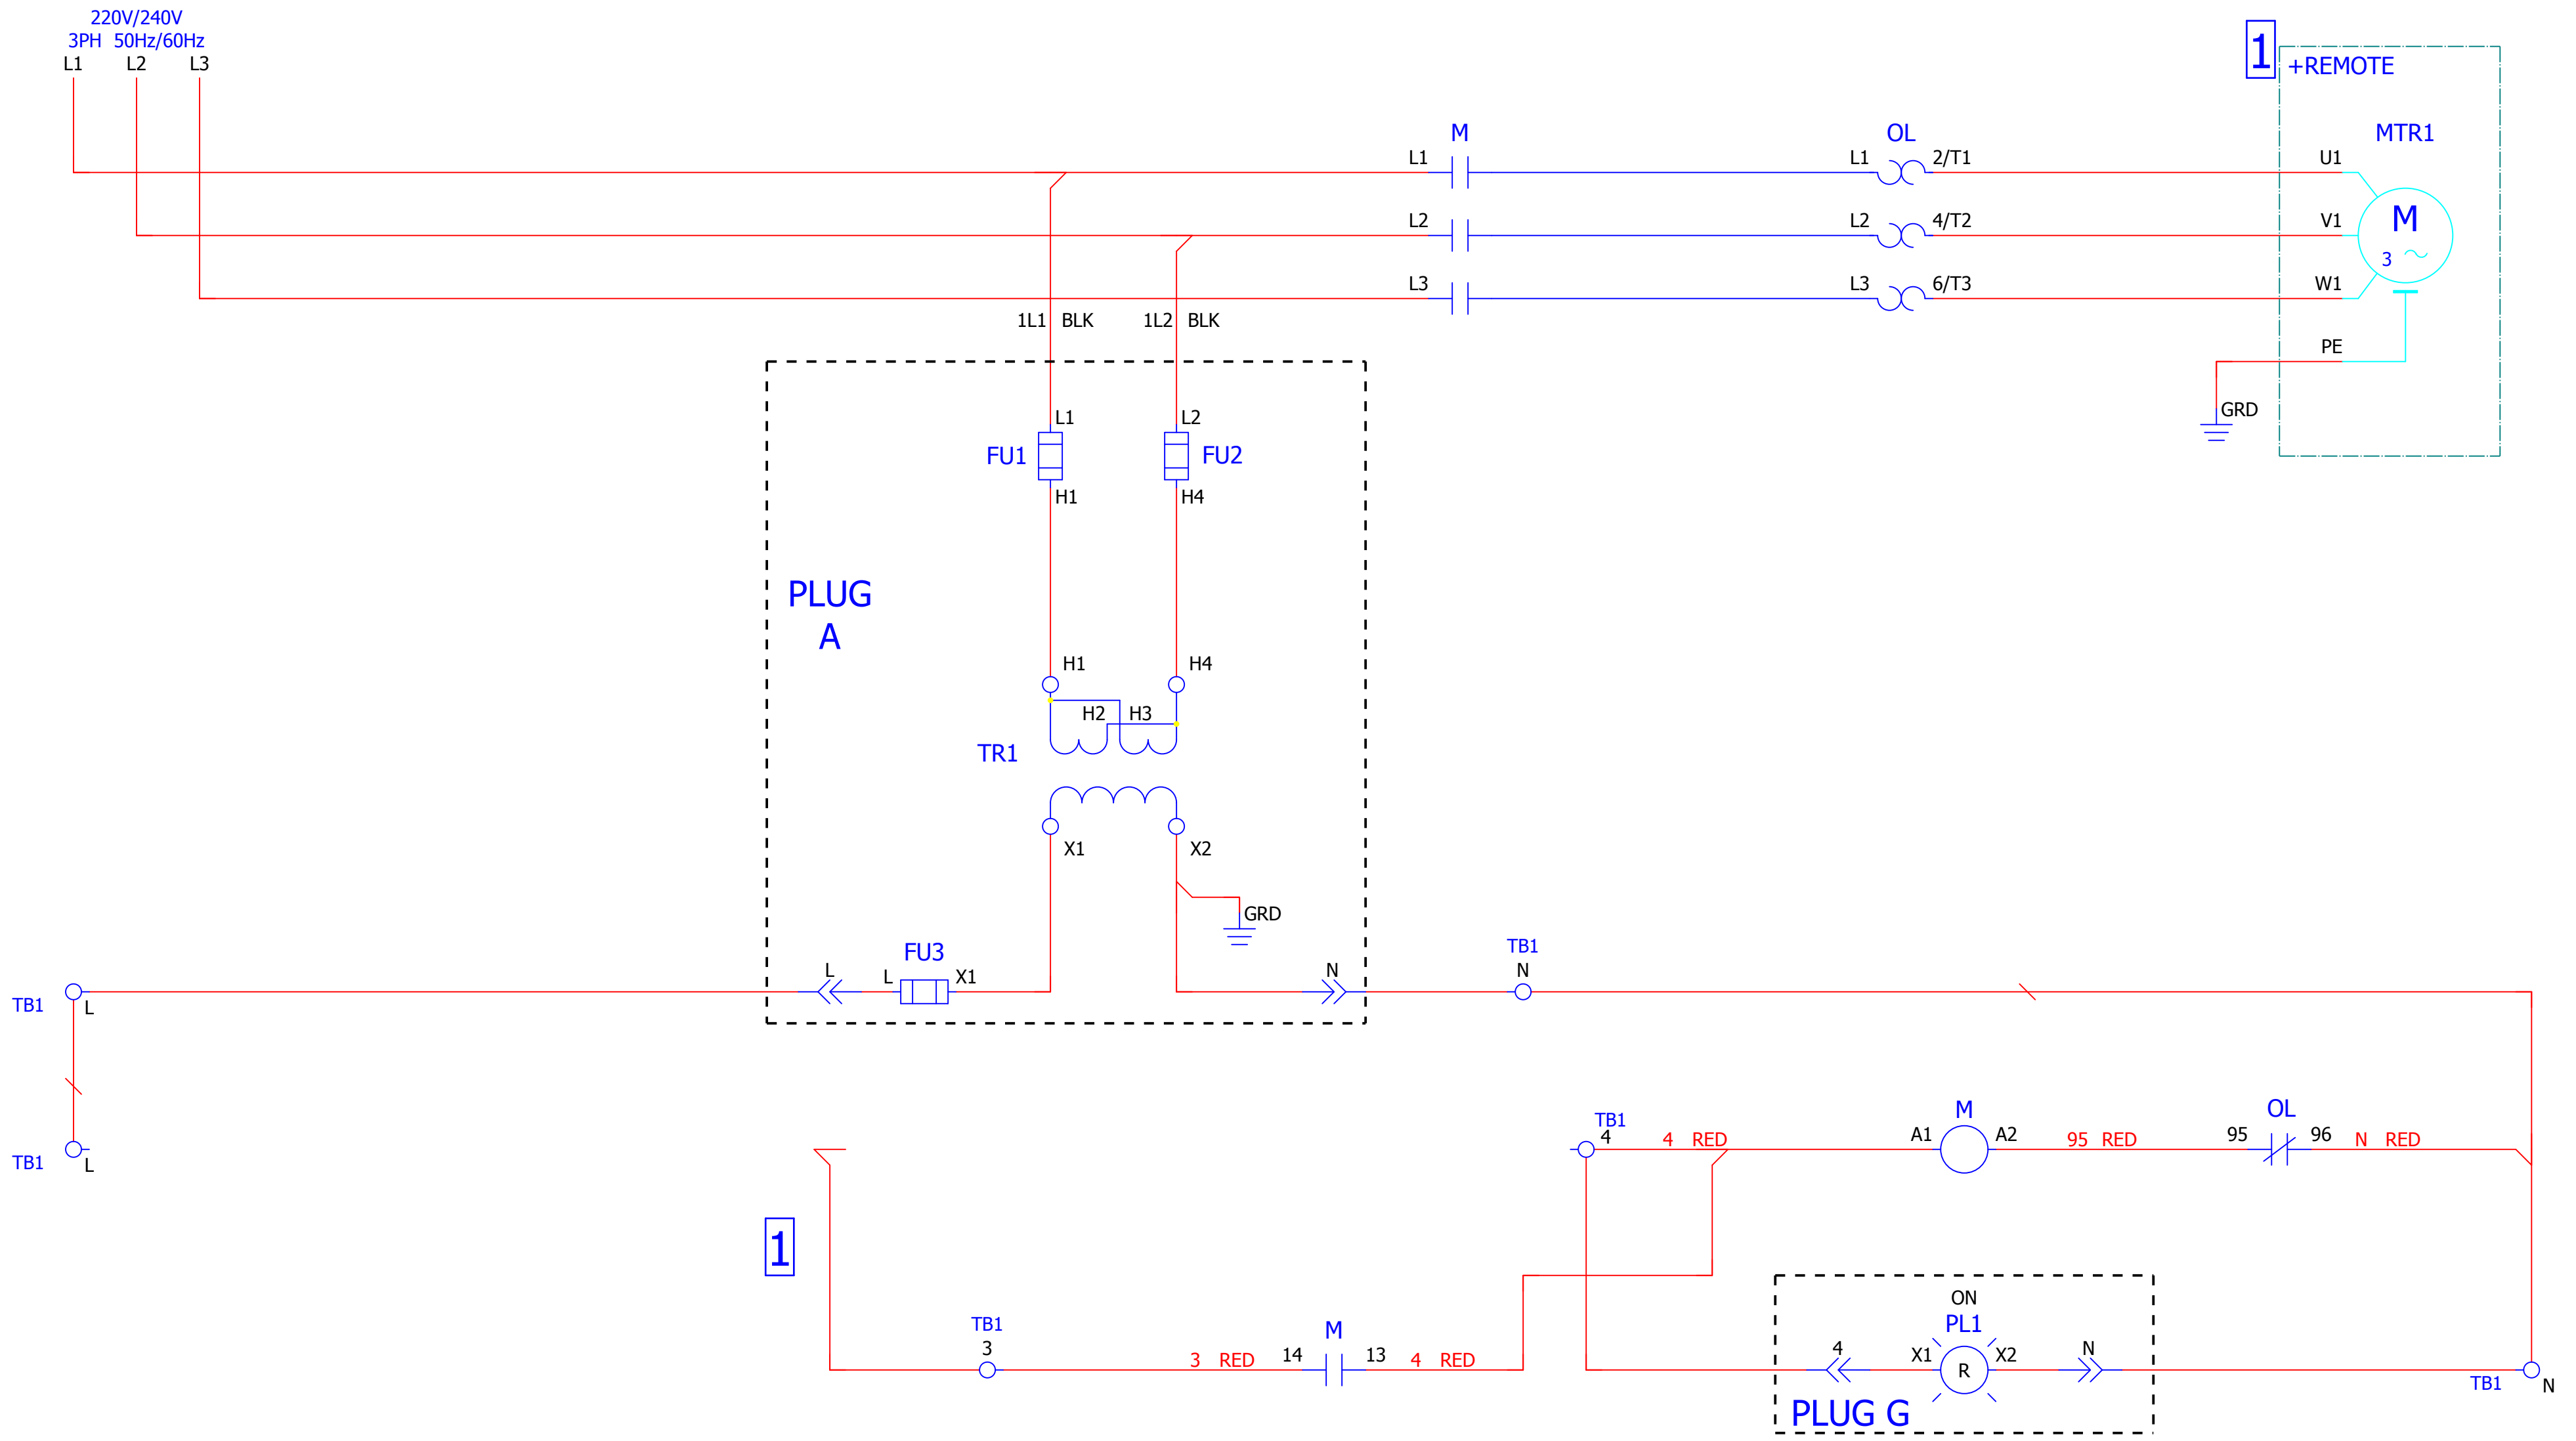 220V/240V
3PH 50Hz/60Hz
L1 L2 L3
1
+REMOTE
M OL MTR1
L1 L1 2/T1 U1
L2 L2 4/T2 V1
M
3
L3 L3 6/T3 W1
1L1 BLK 1L2 BLK
PE
GRD
L1 L2
FU1 FU2
H1 H4
PLUG
A
H1 H4
H2 H3
TR1
X1 X2
GRD
FU3
L L X1 N
TB1
N
TB1 L
TB1
4
4 RED
M
A1 A2
95 RED
OL
95 96
N RED
TB1 L
1
TB1
3
3 RED
M
14 13
4 RED
ON
PL1
4 X1 R X2 N
PLUG G
TB1 N